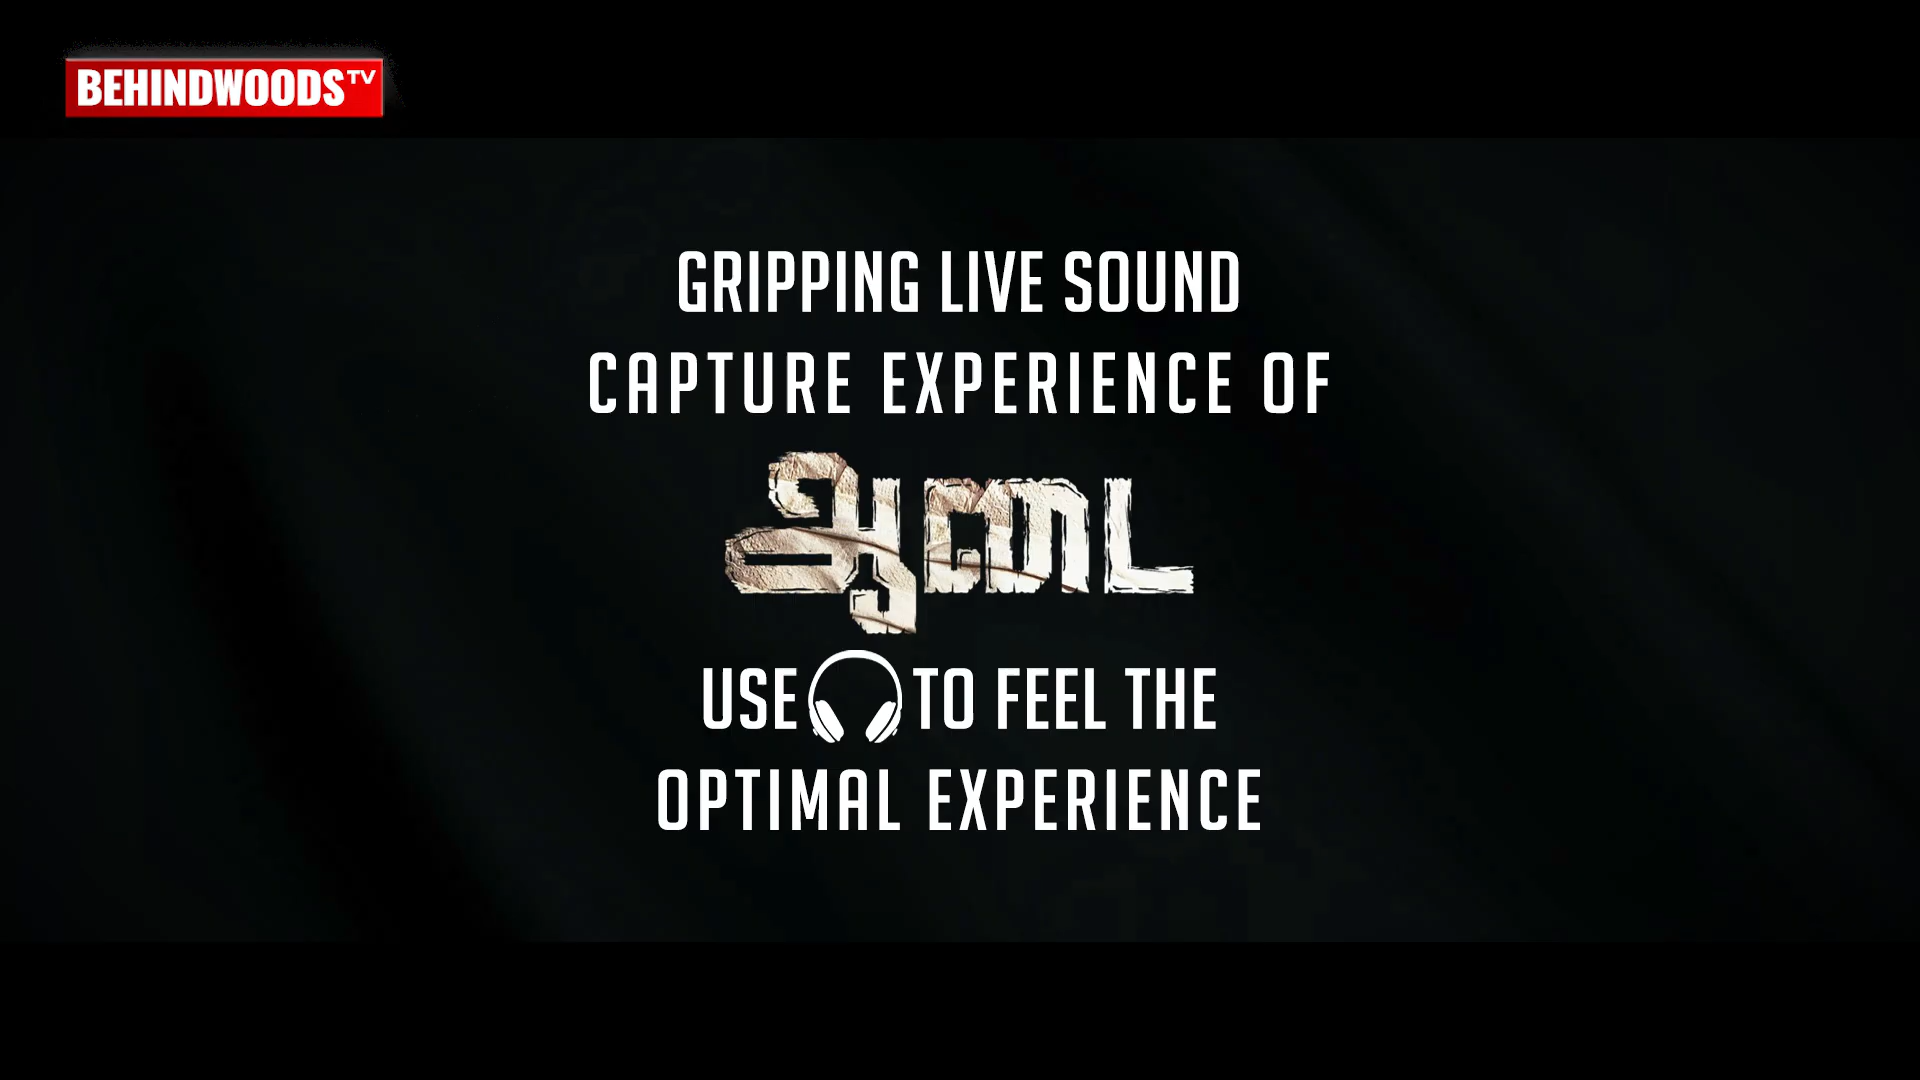 BEHINDWOODS TV
GRIPPING LIVE SOUND
CAPTURE EXPERIENCE OF
ஆடை
USE TO FEEL THE
OPTIMAL EXPERIENCE